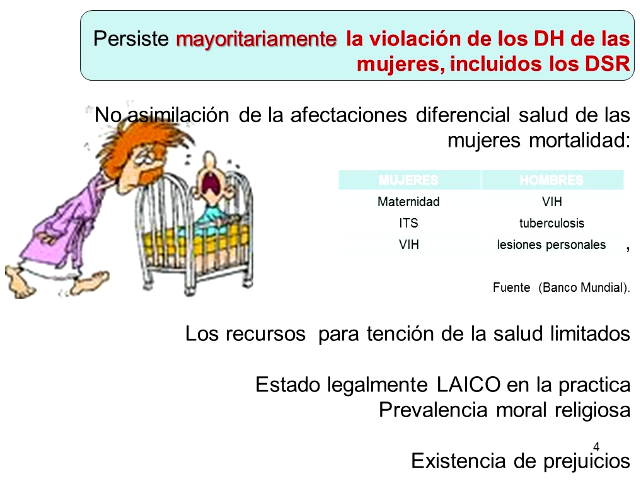 Persiste mayoritariamente la violación de los DH de las
mujeres, incluidos los DSR
No asimilación de la afectaciones diferencial salud de las
mujeres mortalidad:
MUJERES HOMBRES
Maternidad VIH
ITS tuberculosis
VIH lesiones personales ,
Fuente (Banco Mundial).
Los recursos para tención de la salud limitados
Estado legalmente LAICO en la practica
Prevalencia moral religiosa
4
Existencia de prejuicios